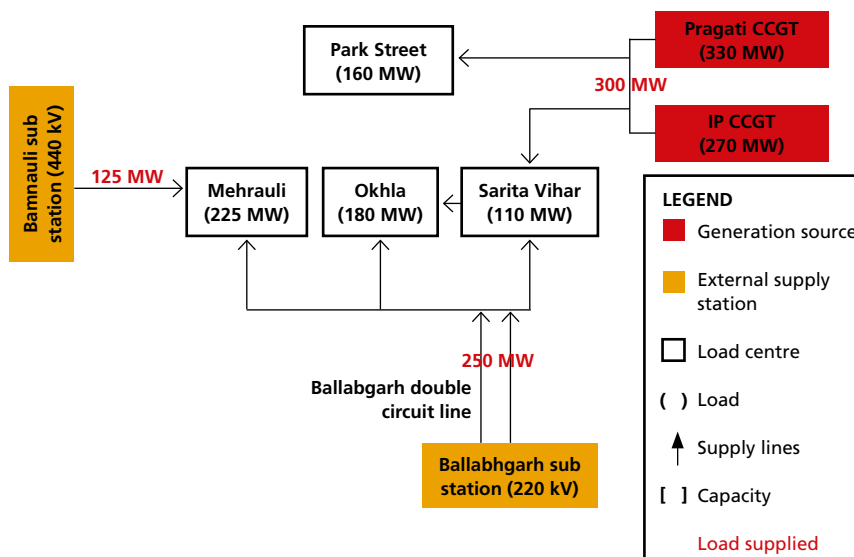 Pragati CCGT
(330 MW)
Park Street
(160 MW)
300 MW
IP CCGT
(270 MW)
Bamnauli sub
station (440 kV)
125 MW
Mehrauli
(225 MW)
Okhla
(180 MW)
Sarita Vihar
(110 MW)
250 MW
Ballabgarh double
circuit line
Ballabhgarh sub
station (220 kV)
LEGEND
Generation source
External supply
station
Load centre
( ) Load
Supply lines
[ ] Capacity
Load supplied